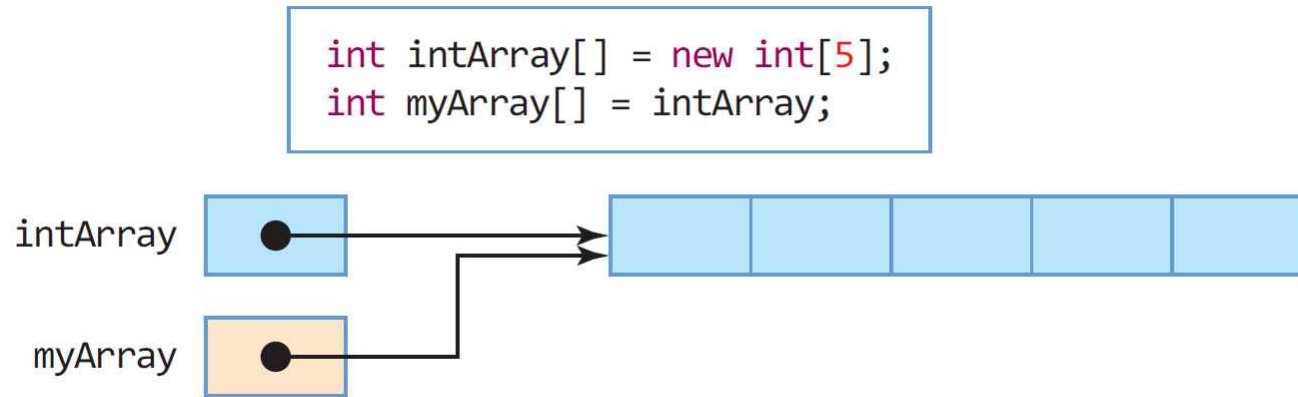 int intArray[] = new int[5];
int myArray[] = intArray;
intArray
myArray